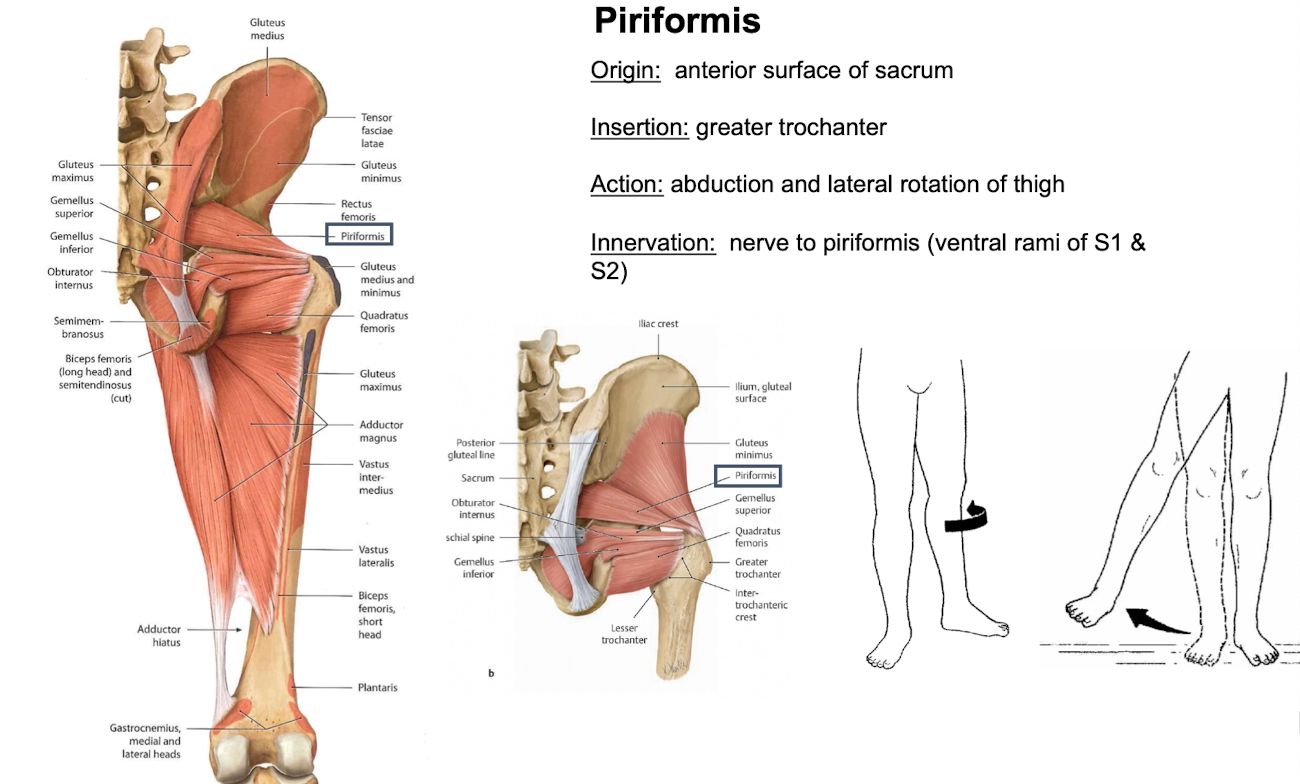 Piriformis
Origin: anterior surface of sacrum
Insertion: greater trochanter
Action: abduction and lateral rotation of thigh
Innervation: nerve to piriformis (ventral rami of S1 &
S2)
Gluteus
medius
Tensor
fasciae
latae
Gluteus
minimus
Rectus
femoris
Piriformis
Gluteus
medius and
minimus
Quadratus
femoris
Gluteus
maximus
Adductor
magnus
Vastus
inter-
medius
Vastus
lateralis
Biceps
femoris,
short
head
Plantaris
Gluteus
maximus
Gemellus
superior
Gemellus
inferior
Obturator
internus
Semimem-
branosus
Biceps femoris
(long head) and
semitendinosus
(cut)
Adductor
hiatus
Gastrocnemius,
medial and
lateral heads
Iliac crest
Ilium, gluteal
surface
Gluteus
minimus
Piriformis
Gemellus
superior
Quadratus
femoris
Greater
trochanter
Inter-
trochanteric
crest
Posterior
gluteal line
Sacrum
Obturator
internus
schial spine
Gemellus
inferior
Lesser
trochanter
b